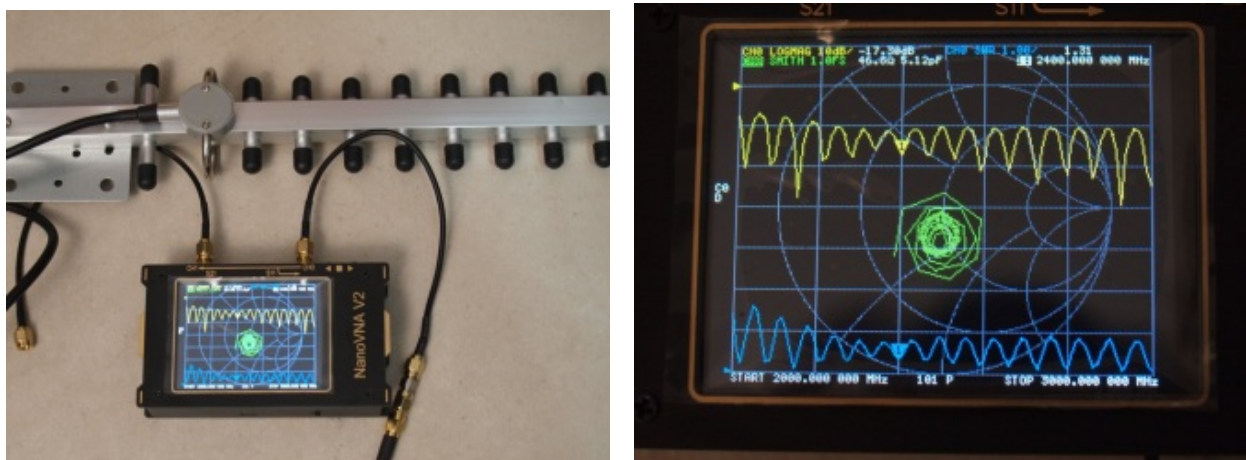 NanoVNA V2
S21
S11
CH0 LOGMAG 10dB/ -17.30dB
CH0 SWR 1.00/ 1.31
SMITH 1.0FS 46.6Ω 5.12pF
2400.000 000 MHz
C0
D
START 2000.000 000 MHz
101 P
STOP 3000.000 000 MHz